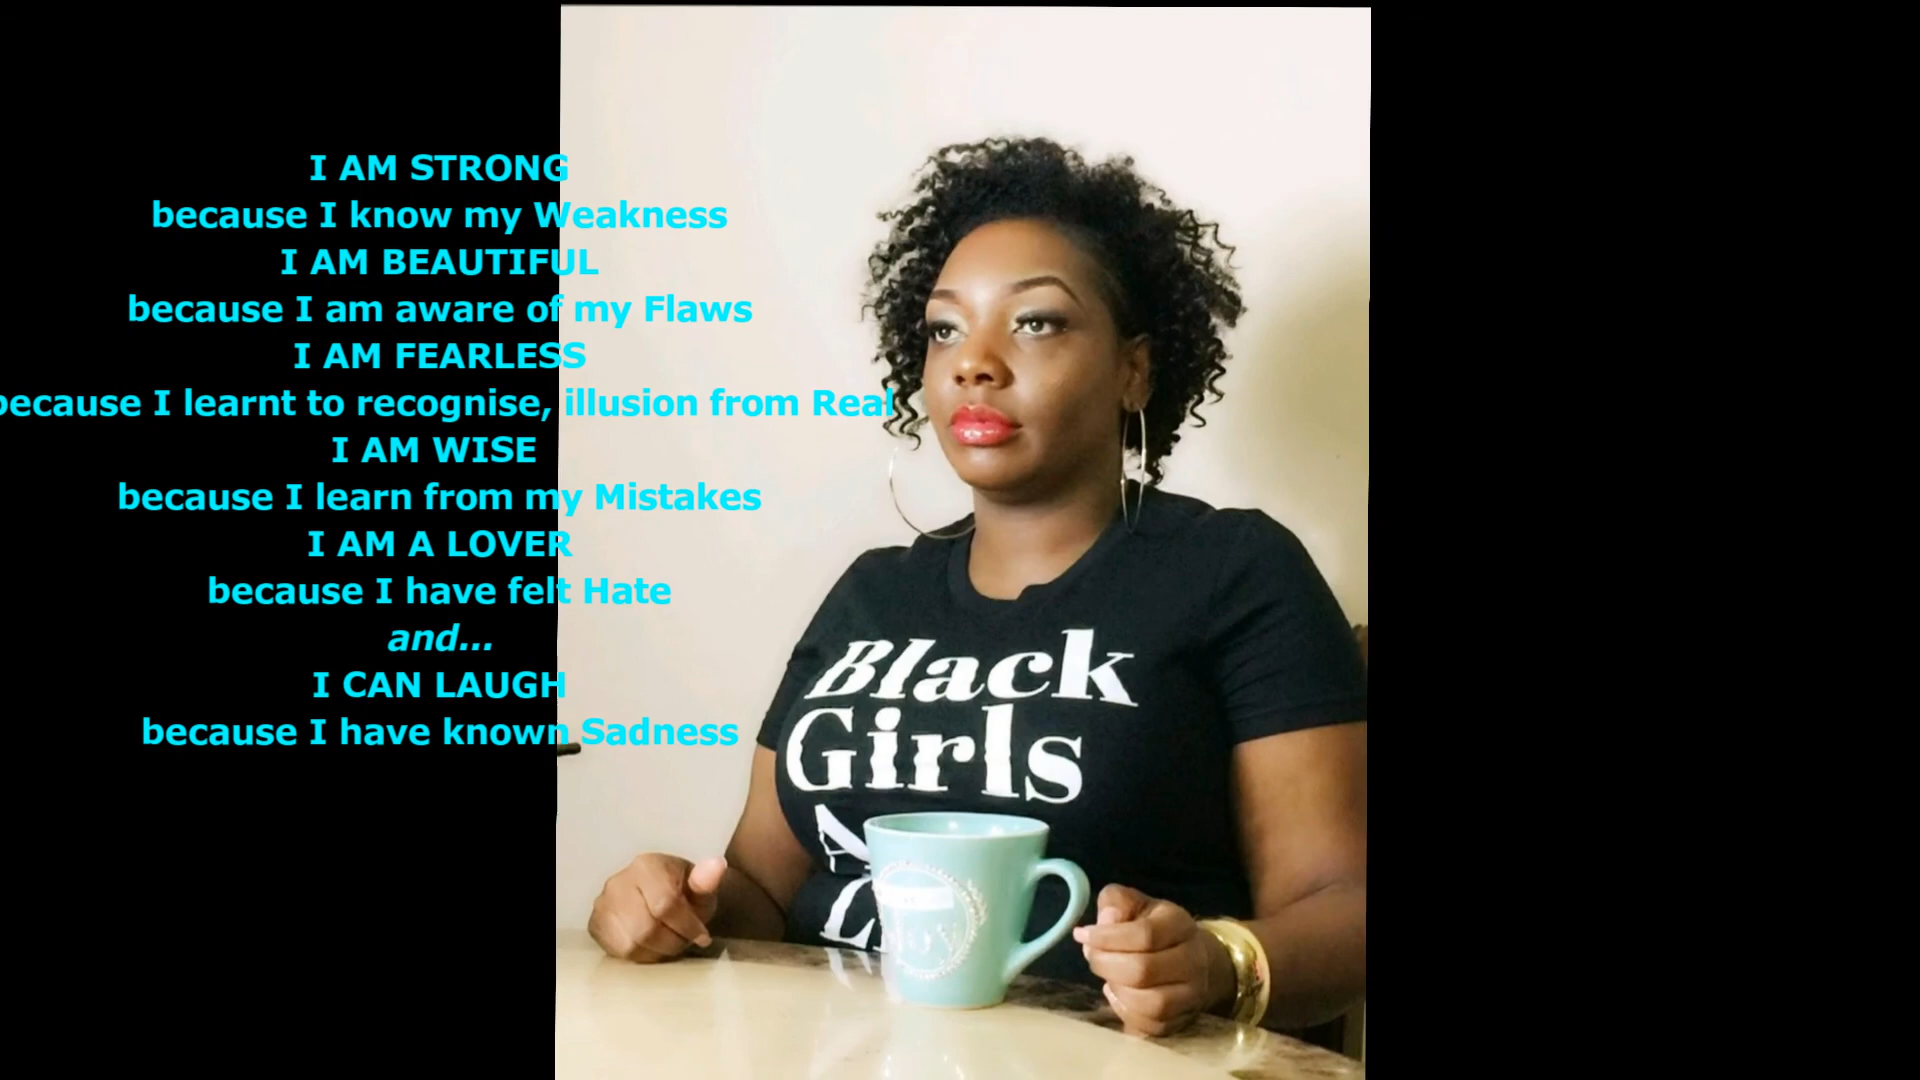 I AM STRONG
because I know my Weakness
I AM BEAUTIFUL
because I am aware of my Flaws
I AM FEARLESS
because I learnt to recognise, illusion from Real
I AM WISE
because I learn from my Mistakes
I AM A LOVER
because I have felt Hate
and...
I CAN LAUGH
because I have known Sadness
Black
Girls